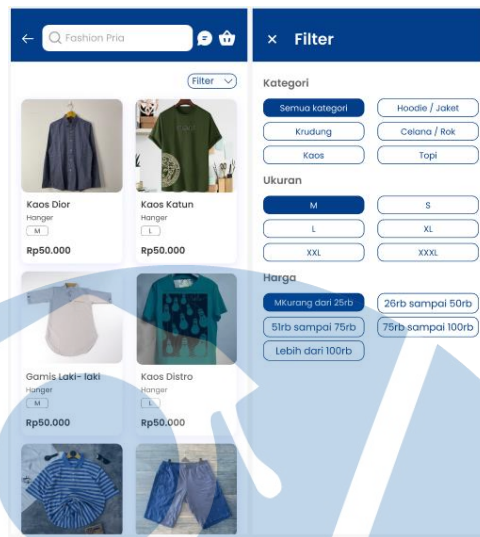 Fashion Pria
Filter
Kaos Dior
Hanger
M
Rp50.000
Kaos Katun
Hanger
L
Rp50.000
Gamis Laki- laki
Hanger
M
Rp50.000
Kaos Distro
Hanger
L
Rp50.000
× Filter
Kategori
Semua kategori
Hoodie / Jaket
Krudung
Celana / Rok
Kaos
Topi
Ukuran
M
S
L
XL
XXL
XXXL
Harga
MKurang dari 25rb
26rb sampai 50rb
51rb sampai 75rb
75rb sampai 100rb
Lebih dari 100rb